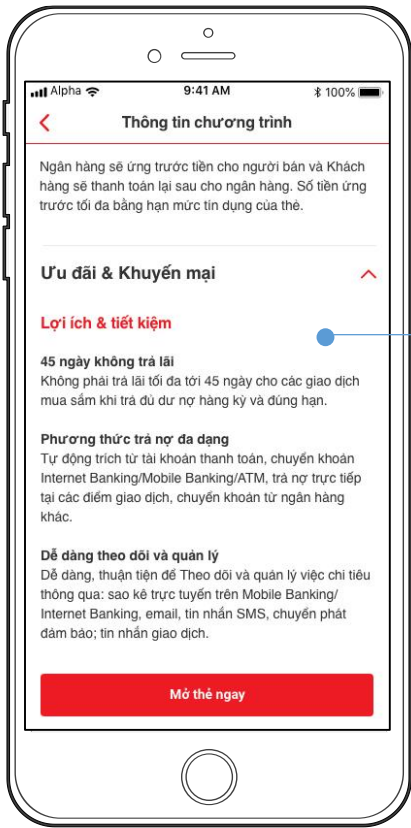 Alpha 9:41 AM 100%
Thông tin chương trình
Ngân hàng sẽ ứng trước tiền cho người bán và Khách
hàng sẽ thanh toán lại sau cho ngân hàng. Số tiền ứng
trước tối đa bằng hạn mức tín dụng của thẻ.
Ưu đãi & Khuyến mại
Lợi ích & tiết kiệm
45 ngày không trả lãi
Không phải trả lãi tối đa tới 45 ngày cho các giao dịch
mua sắm khi trả đủ dư nợ hàng kỳ và đúng hạn.
Phương thức trả nợ đa dạng
Tự động trích từ tài khoản thanh toán, chuyển khoản
Internet Banking/Mobile Banking/ATM, trả nợ trực tiếp
tại các điểm giao dịch, chuyển khoản từ ngân hàng
khác.
Dễ dàng theo dõi và quản lý
Dễ dàng, thuận tiện để Theo dõi và quản lý việc chi tiêu
thông qua: sao kê trực tuyến trên Mobile Banking/
Internet Banking, email, tin nhắn SMS, chuyển phát
đảm bảo; tin nhắn giao dịch.
Mở thẻ ngay